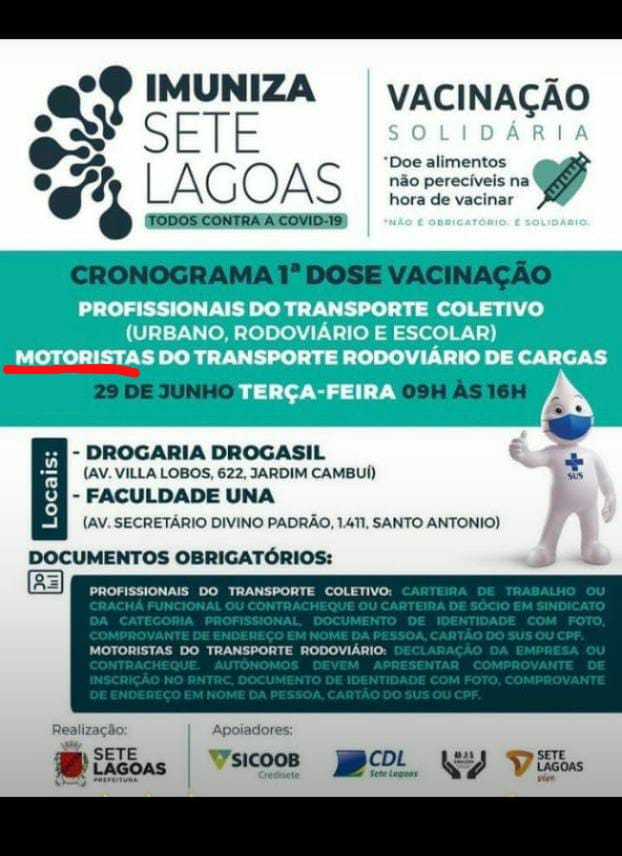 IMUNIZA
SETE
LAGOAS
TODOS CONTRA A COVID-19
VACINAÇÃO
SOLIDÁRIA
*Doe alimentos
não perecíveis na
hora de vacinar
*NÃO É OBRIGATÓRIO. É SOLIDÁRIO.
CRONOGRAMA 1ª DOSE VACINAÇÃO
PROFISSIONAIS DO TRANSPORTE COLETIVO
(URBANO, RODOVIÁRIO E ESCOLAR)
MOTORISTAS DO TRANSPORTE RODOVIÁRIO DE CARGAS
29 DE JUNHO TERÇA-FEIRA 09H ÀS 16H
Locais:
- DROGARIA DROGASIL
(AV. VILLA LOBOS, 622, JARDIM CAMBUÍ)
- FACULDADE UNA
(AV. SECRETÁRIO DIVINO PADRÃO, 1.411, SANTO ANTONIO)
SUS
DOCUMENTOS OBRIGATÓRIOS:
PROFISSIONAIS DO TRANSPORTE COLETIVO: CARTEIRA DE TRABALHO OU
CRACHÁ FUNCIONAL OU CONTRACHEQUE OU CARTEIRA DE SÓCIO EM SINDICATO
DA CATEGORIA PROFISSIONAL, DOCUMENTO DE IDENTIDADE COM FOTO,
COMPROVANTE DE ENDEREÇO EM NOME DA PESSOA, CARTÃO DO SUS OU CPF.
MOTORISTAS DO TRANSPORTE RODOVIÁRIO: DECLARAÇÃO DA EMPRESA OU
CONTRACHEQUE. AUTÔNOMOS DEVEM APRESENTAR COMPROVANTE DE
INSCRIÇÃO NO RNTRC, DOCUMENTO DE IDENTIDADE COM FOTO, COMPROVANTE
DE ENDEREÇO EM NOME DA PESSOA, CARTÃO DO SUS OU CPF.
Realização:
SETE
LAGOAS
PREFEITURA
Apoiadores:
SICOOB
Credisete
CDL
Sete Lagoas
SETE
LAGOAS
vive